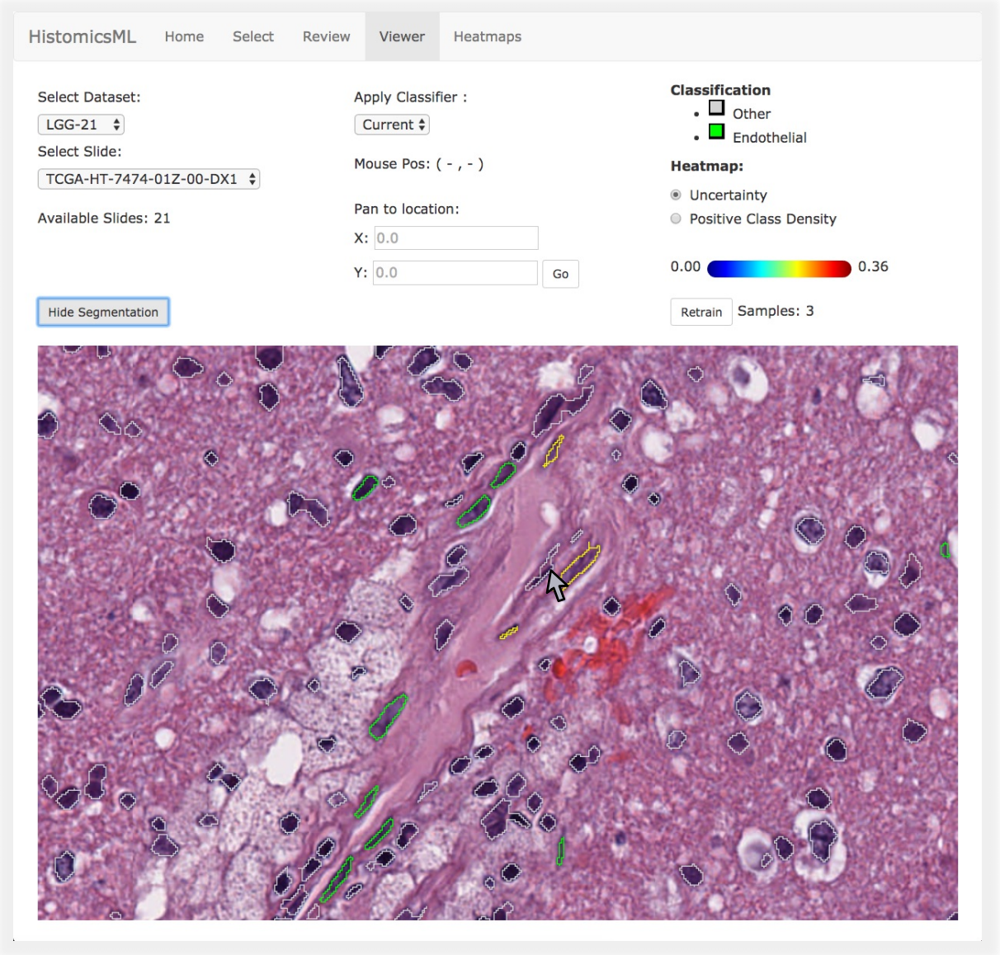 HistomicsML Home Select Review Viewer Heatmaps
Select Dataset:
LGG-21
Select Slide:
TCGA-HT-7474-01Z-00-DX1
Available Slides: 21
Hide Segmentation
Apply Classifier :
Current
Mouse Pos: ( - , - )
Pan to location:
X: 0.0
Y: 0.0 Go
Classification
Other
Endothelial
Heatmap:
Uncertainty
Positive Class Density
0.00 0.36
Retrain Samples: 3